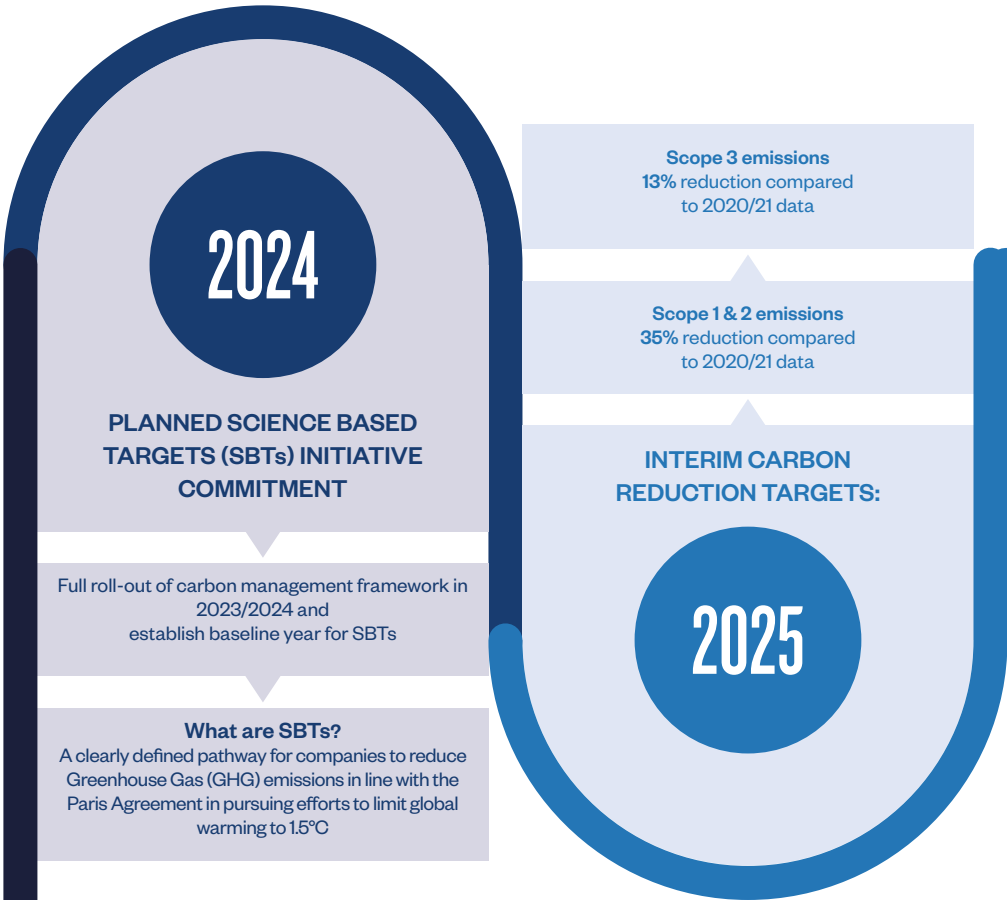 2024
PLANNED SCIENCE BASED
TARGETS (SBTs) INITIATIVE
COMMITMENT
Full roll-out of carbon management framework in
2023/2024 and
establish baseline year for SBTs
What are SBTs?
A clearly defined pathway for companies to reduce
Greenhouse Gas (GHG) emissions in line with the
Paris Agreement in pursuing efforts to limit global
warming to 1.5°C
Scope 3 emissions
13% reduction compared
to 2020/21 data
Scope 1 & 2 emissions
35% reduction compared
to 2020/21 data
INTERIM CARBON
REDUCTION TARGETS:
2025